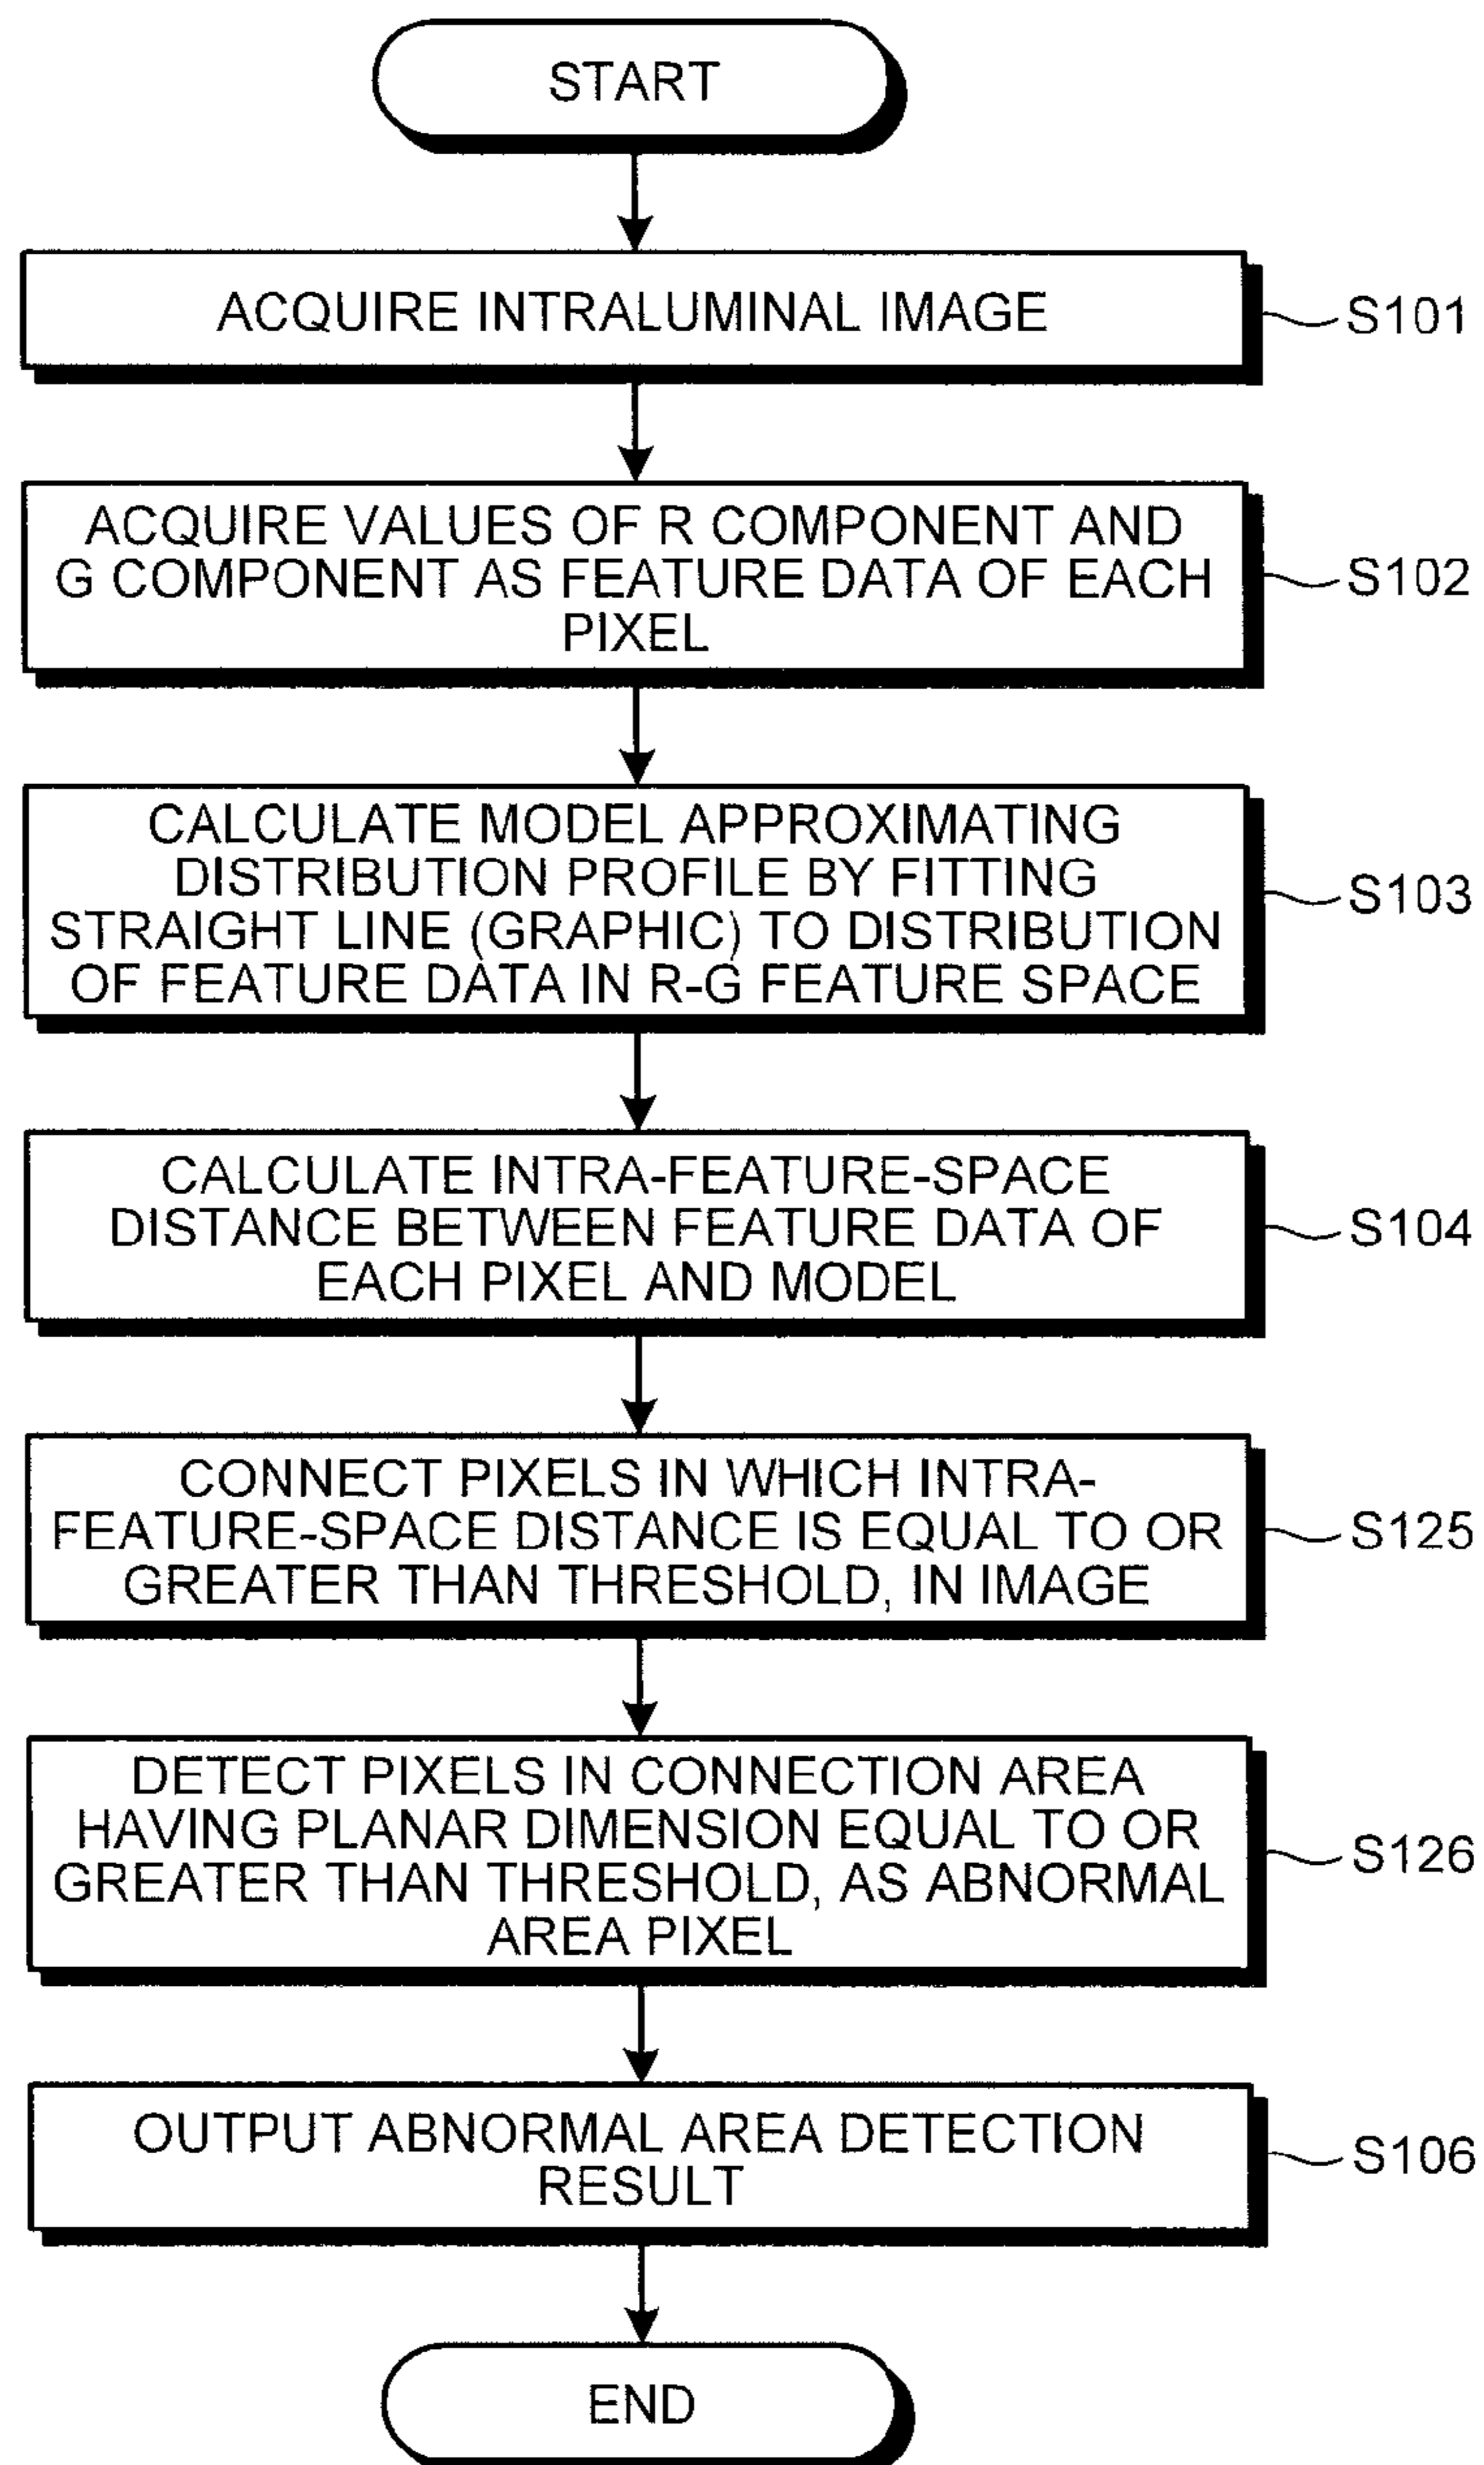 START
ACQUIRE INTRALUMINAL IMAGE
S101
ACQUIRE VALUES OF R COMPONENT AND
G COMPONENT AS FEATURE DATA OF EACH
PIXEL
S102
CALCULATE MODEL APPROXIMATING
DISTRIBUTION PROFILE BY FITTING
STRAIGHT LINE (GRAPHIC) TO DISTRIBUTION
OF FEATURE DATA IN R-G FEATURE SPACE
S103
CALCULATE INTRA-FEATURE-SPACE
DISTANCE BETWEEN FEATURE DATA OF
EACH PIXEL AND MODEL
S104
CONNECT PIXELS IN WHICH INTRA-
FEATURE-SPACE DISTANCE IS EQUAL TO OR
GREATER THAN THRESHOLD, IN IMAGE
S125
DETECT PIXELS IN CONNECTION AREA
HAVING PLANAR DIMENSION EQUAL TO OR
GREATER THAN THRESHOLD, AS ABNORMAL
AREA PIXEL
S126
OUTPUT ABNORMAL AREA DETECTION
RESULT
S106
END